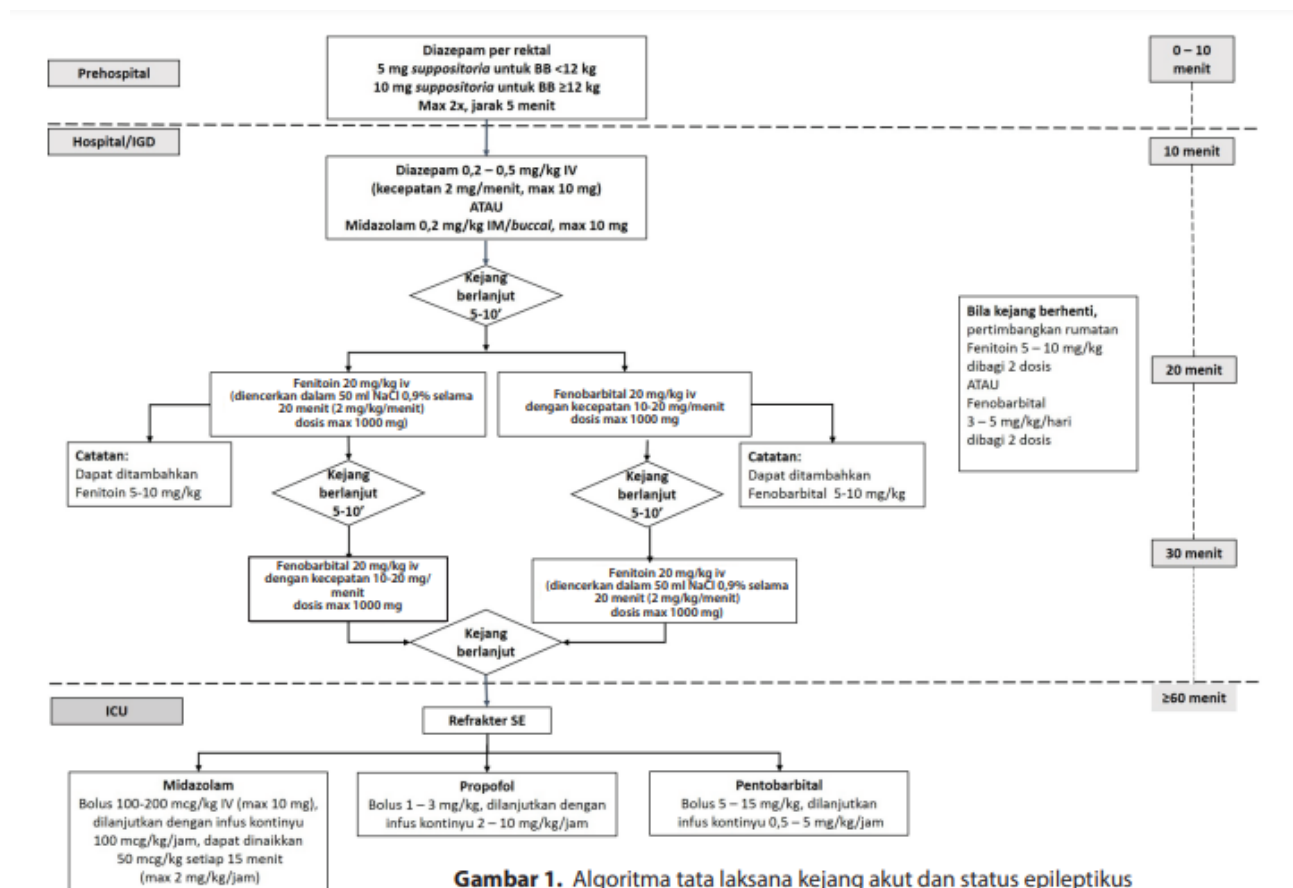 Prehospital
Diazepam per rektal
5 mg suppositoria untuk BB <12 kg
10 mg suppositoria untuk BB ≥12 kg
Max 2x, jarak 5 menit
0 – 10
menit
Hospital/IGD
10 menit
Diazepam 0,2 – 0,5 mg/kg IV
(kecepatan 2 mg/menit, max 10 mg)
ATAU
Midazolam 0,2 mg/kg IM/buccal, max 10 mg
Kejang
berlanjut
5-10’
Bila kejang berhenti,
pertimbangkan rumatan
Fenitoin 5 – 10 mg/kg
dibagi 2 dosis
ATAU
Fenobarbital
3 – 5 mg/kg/hari
dibagi 2 dosis
20 menit
Fenitoin 20 mg/kg iv
(diencerkan dalam 50 ml NaCl 0,9% selama
20 menit (2 mg/kg/menit)
dosis max 1000 mg)
Fenobarbital 20 mg/kg iv
dengan kecepatan 10-20 mg/menit
dosis max 1000 mg
Catatan:
Dapat ditambahkan
Fenitoin 5-10 mg/kg
Kejang
berlanjut
5-10’
Kejang
berlanjut
5-10’
Catatan:
Dapat ditambahkan
Fenobarbital 5-10 mg/kg
30 menit
Fenobarbital 20 mg/kg iv
dengan kecepatan 10-20 mg/
menit
dosis max 1000 mg
Fenitoin 20 mg/kg iv
(diencerkan dalam 50 ml NaCl 0,9% selama
20 menit (2 mg/kg/menit)
dosis max 1000 mg)
Kejang
berlanjut
≥60 menit
ICU
Refrakter SE
Midazolam
Bolus 100-200 mcg/kg IV (max 10 mg),
dilanjutkan dengan infus kontinyu
100 mcg/kg/jam, dapat dinaikkan
50 mcg/kg setiap 15 menit
(max 2 mg/kg/jam)
Propofol
Bolus 1 – 3 mg/kg, dilanjutkan dengan
infus kontinyu 2 – 10 mg/kg/jam
Pentobarbital
Bolus 5 – 15 mg/kg, dilanjutkan
infus kontinyu 0,5 – 5 mg/kg/jam
Gambar 1. Algoritma tata laksana kejang akut dan status epileptikus